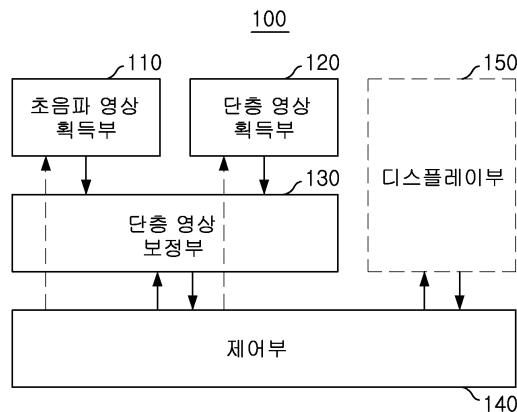 100
110
120
150
초음파 영상
획득부
단층 영상
획득부
디스플레이부
130
단층 영상
보정부
제어부
140